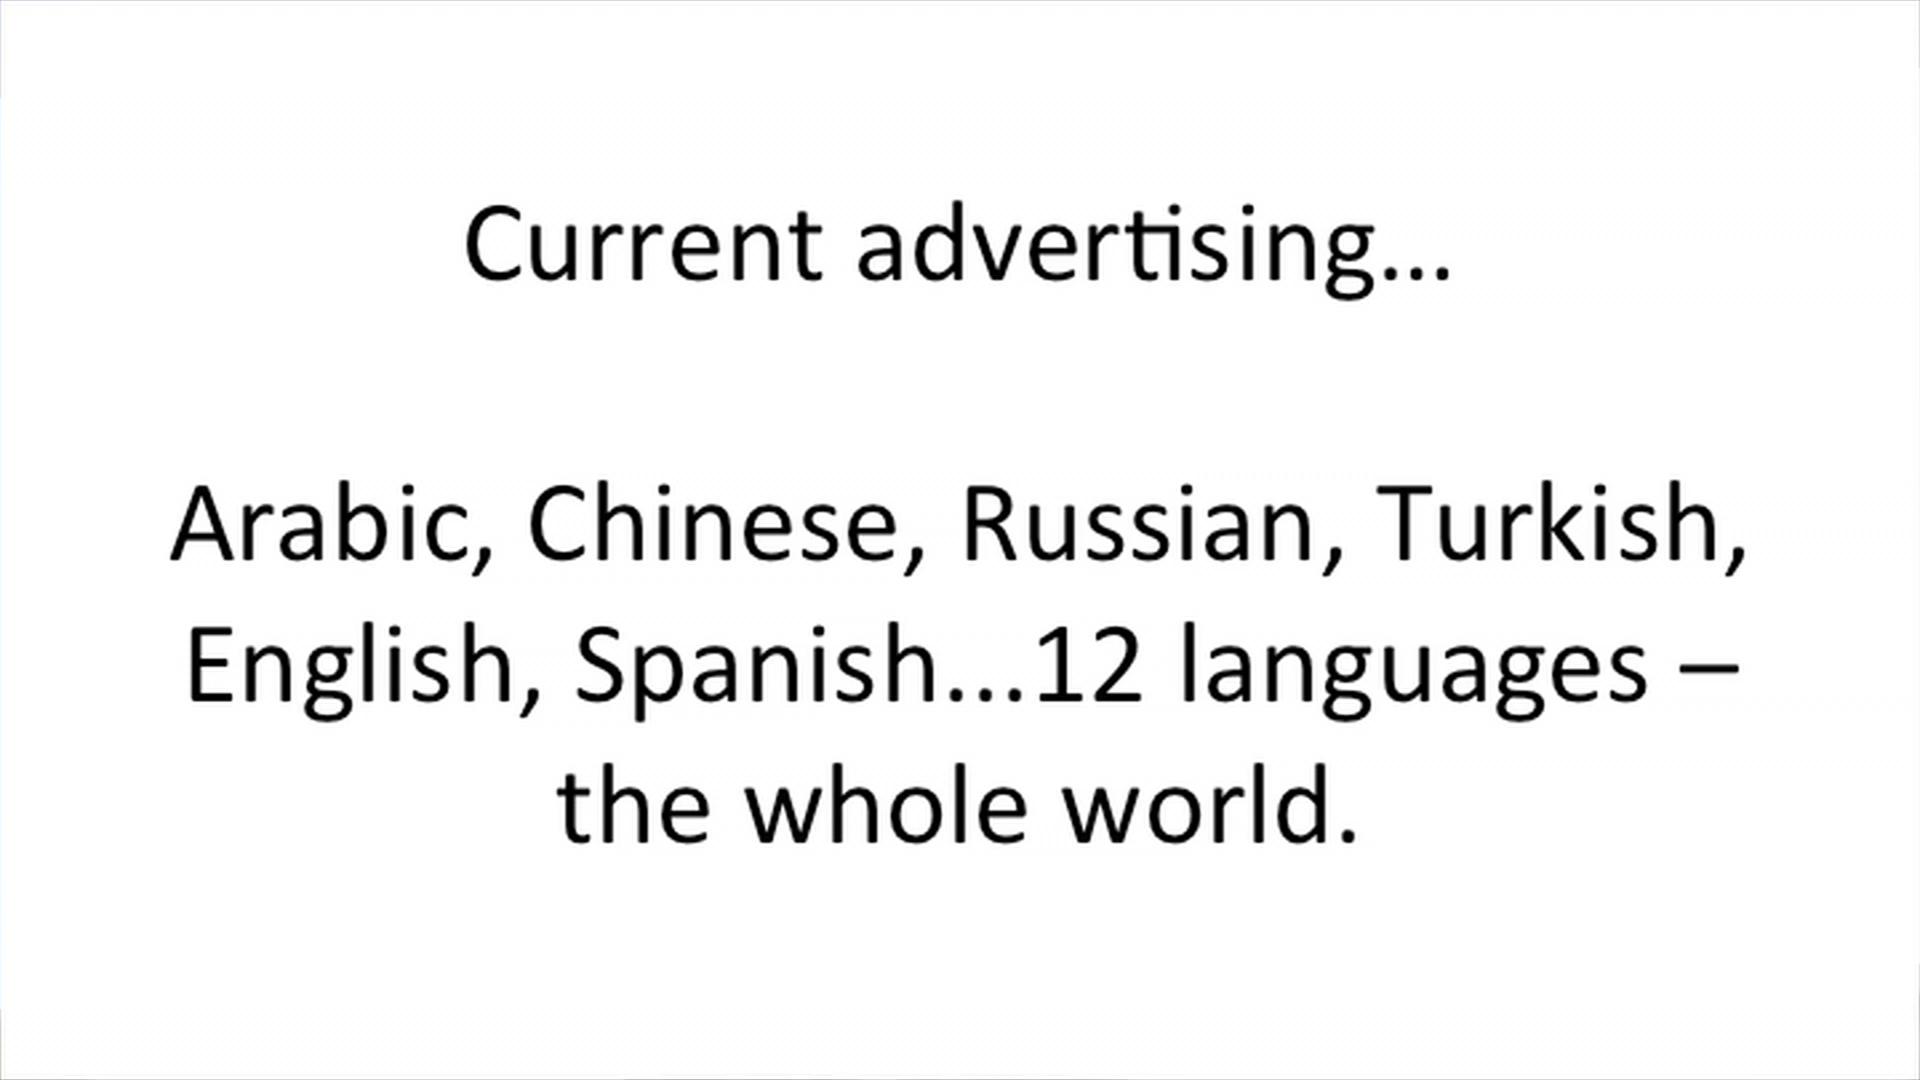 Current advertising...
Arabic, Chinese, Russian, Turkish,
English, Spanish...12 languages –
the whole world.